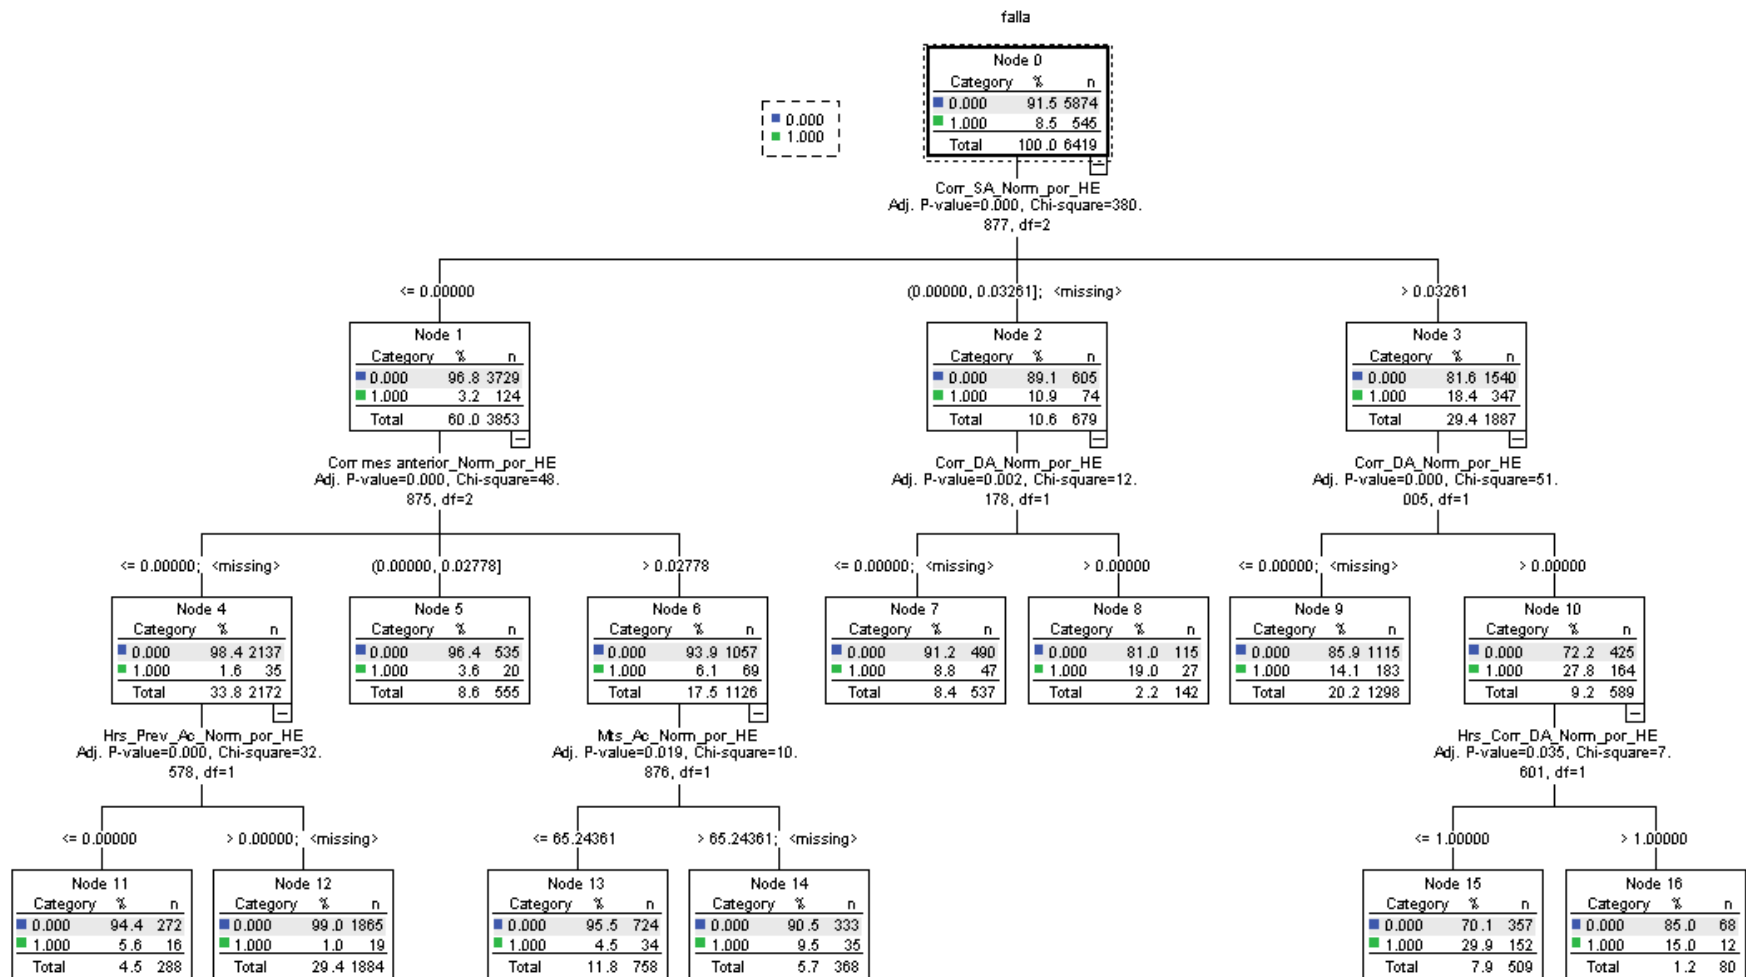 falla
Node 0
Category % n
0.000 91.5 5874
1.000 8.5 545
Total 100.0 6419
0.000
1.000
Corr_SA_Norm_por_HE
Adj. P-value=0.000, Chi-square=380.
877, df=2
<= 0.00000
(0.00000, 0.03261]; <missing>
> 0.03261
Node 1
Category % n
0.000 96.8 3729
1.000 3.2 124
Total 60.0 3853
Node 2
Category % n
0.000 89.1 605
1.000 10.9 74
Total 10.6 679
Node 3
Category % n
0.000 81.6 1540
1.000 18.4 347
Total 29.4 1887
Corr mes anterior_Norm_por_HE
Adj. P-value=0.000, Chi-square=48.
875, df=2
Corr_DA_Norm_por_HE
Adj. P-value=0.002, Chi-square=12.
178, df=1
Corr_DA_Norm_por_HE
Adj. P-value=0.000, Chi-square=51.
005, df=1
<= 0.00000; <missing>
(0.00000, 0.02778]
> 0.02778
<= 0.00000; <missing>
> 0.00000
<= 0.00000; <missing>
> 0.00000
Node 4
Category % n
0.000 98.4 2137
1.000 1.6 35
Total 33.8 2172
Node 5
Category % n
0.000 96.4 535
1.000 3.6 20
Total 8.6 555
Node 6
Category % n
0.000 93.9 1057
1.000 6.1 69
Total 17.5 1126
Node 7
Category % n
0.000 91.2 490
1.000 8.8 47
Total 8.4 537
Node 8
Category % n
0.000 81.0 115
1.000 19.0 27
Total 2.2 142
Node 9
Category % n
0.000 85.9 1115
1.000 14.1 183
Total 20.2 1298
Node 10
Category % n
0.000 72.2 425
1.000 27.8 164
Total 9.2 589
Hrs_Prev_Ac_Norm_por_HE
Adj. P-value=0.000, Chi-square=32.
578, df=1
Mts_Ac_Norm_por_HE
Adj. P-value=0.019, Chi-square=10.
876, df=1
Hrs_Corr_DA_Norm_por_HE
Adj. P-value=0.035, Chi-square=7.
601, df=1
<= 0.00000
> 0.00000; <missing>
<= 65.24361
> 65.24361; <missing>
<= 1.00000
> 1.00000
Node 11
Category % n
0.000 94.4 272
1.000 5.6 16
Total 4.5 288
Node 12
Category % n
0.000 99.0 1865
1.000 1.0 19
Total 29.4 1884
Node 13
Category % n
0.000 95.5 724
1.000 4.5 34
Total 11.8 758
Node 14
Category % n
0.000 90.5 333
1.000 9.5 35
Total 5.7 368
Node 15
Category % n
0.000 70.1 357
1.000 29.9 152
Total 7.9 509
Node 16
Category % n
0.000 85.0 68
1.000 15.0 12
Total 1.2 80